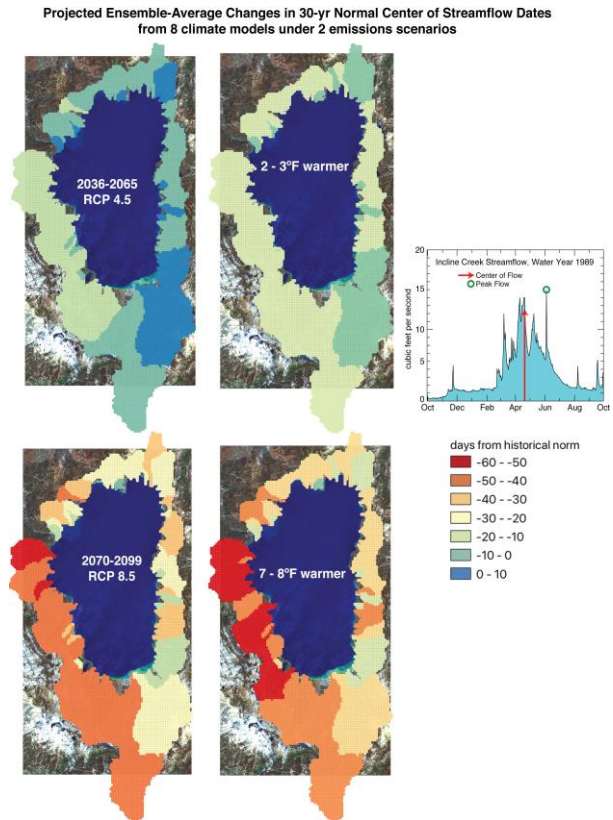 Projected Ensemble-Average Changes in 30-yr Normal Center of Streamflow Dates
from 8 climate models under 2 emissions scenarios
2036-2065
RCP 4.5
2 - 3°F warmer
Incline Creek Streamflow, Water Year 1989
Center of Flow
Peak Flow
cubic feet per second
20
15
10
5
0
Oct Dec Feb Apr Jun Aug Oct
days from historical norm
-60 - -50
-50 - -40
-40 - -30
-30 - -20
-20 - -10
-10 - 0
0 - 10
2070-2099
RCP 8.5
7 - 8°F warmer